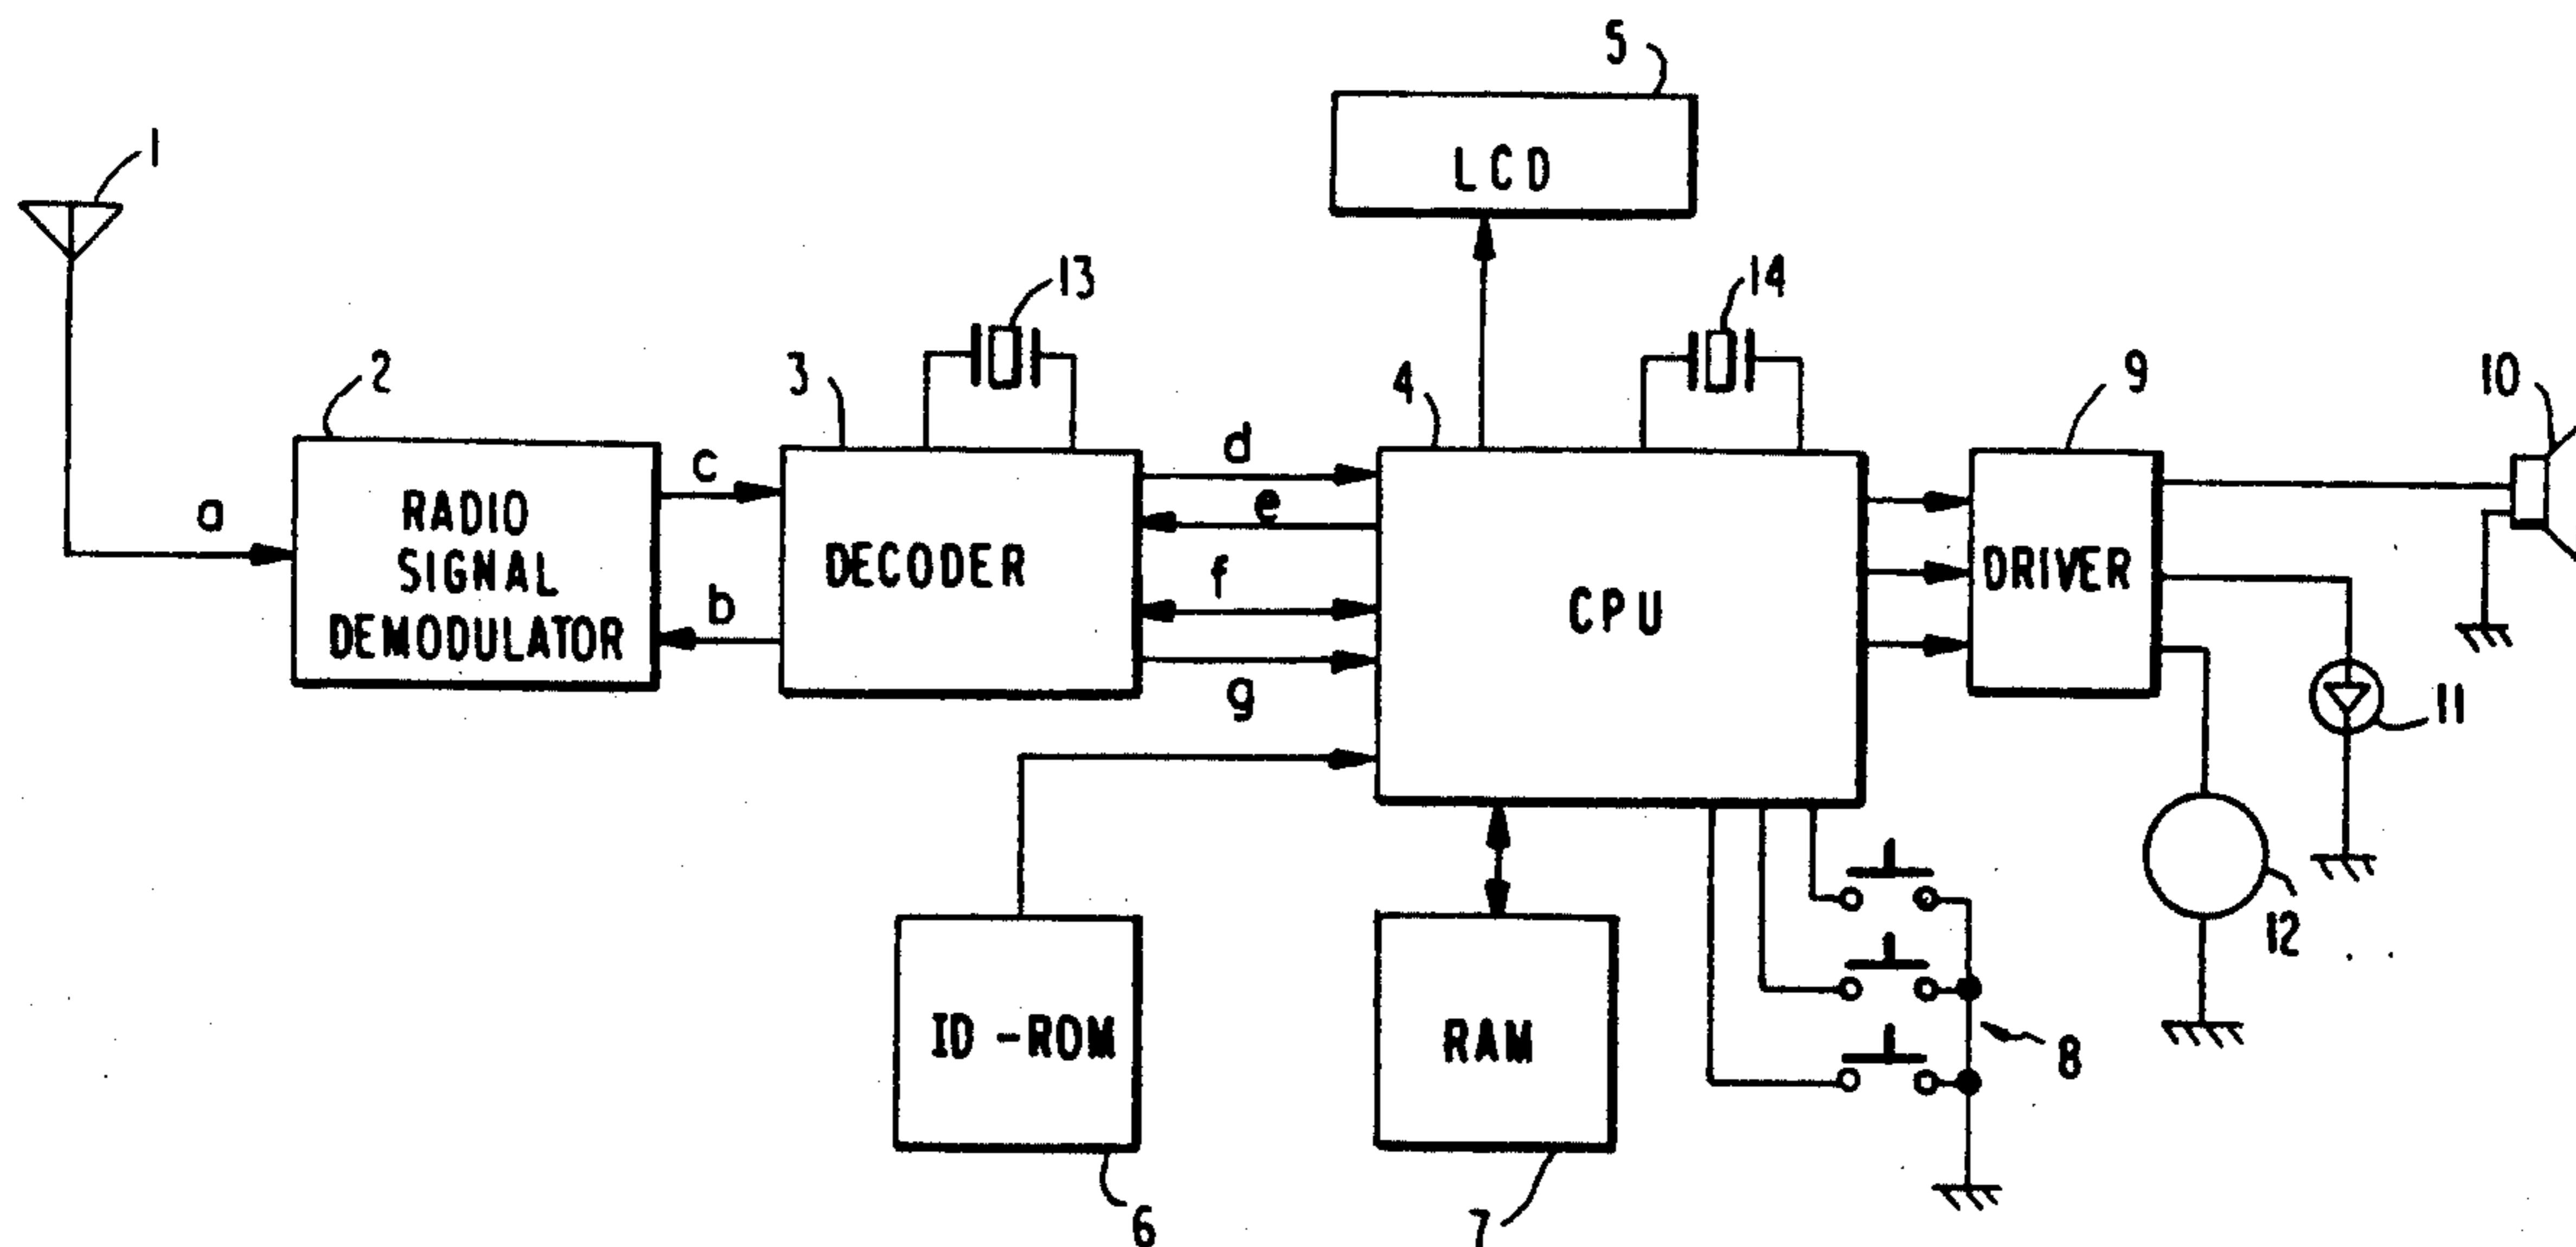 5
LCD
1
13
14
2
3
4
9
10
a
RADIO
SIGNAL
DEMODULATOR
c
b
DECODER
d
e
f
g
CPU
DRIVER
11
12
ID-ROM
RAM
8
6
7